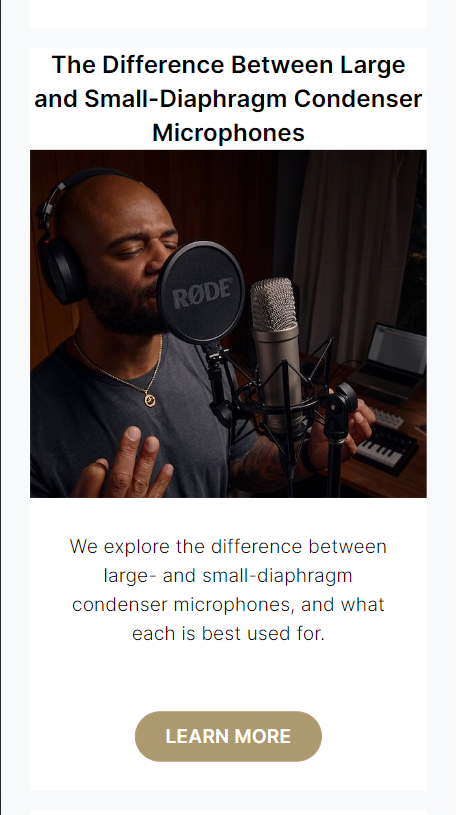 The Difference Between Large
and Small-Diaphragm Condenser
Microphones
RØDE
We explore the difference between
large- and small-diaphragm
condenser microphones, and what
each is best used for.
LEARN MORE